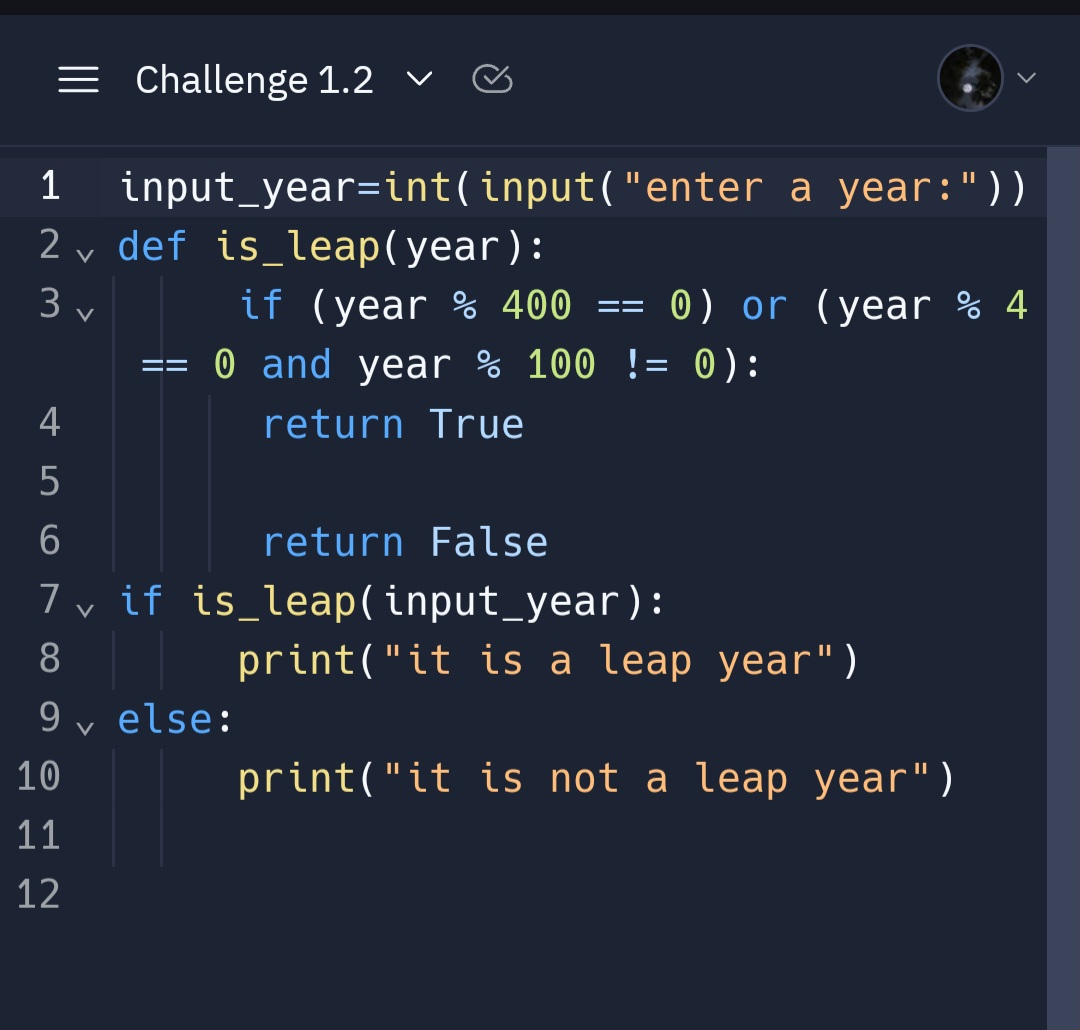 Challenge 1.2
1 input_year=int(input("enter a year:"))
2 def is_leap(year):
3 if (year % 400 == 0) or (year % 4
== 0 and year % 100 != 0):
4 return True
5
6 return False
7 if is_leap(input_year):
8 print("it is a leap year")
9 else:
10 print("it is not a leap year")
11
12